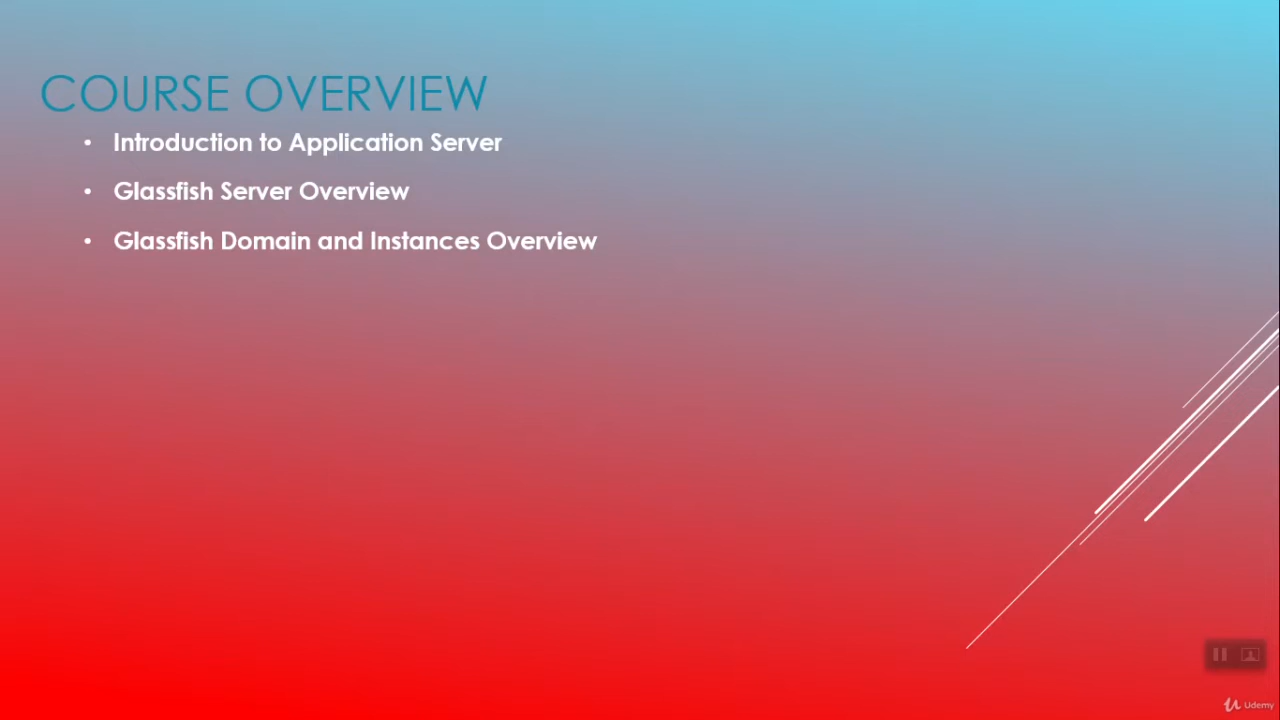 COURSE OVERVIEW
• Introduction to Application Server
• Glassfish Server Overview
• Glassfish Domain and Instances Overview
Udemy